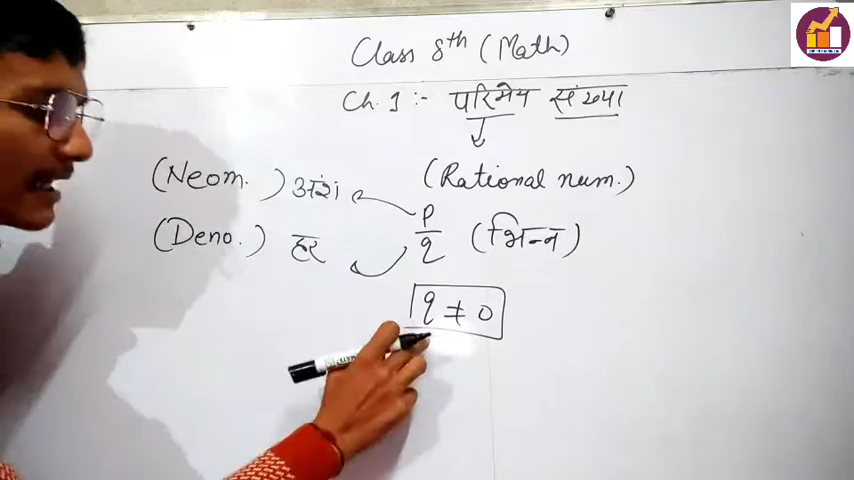 Class 8th (Math)
Ch. 1 :- परिमेय संख्या
(Rational num.)
(Neom. ) अंश
p/q (भिन्न)
(Deno. ) हर
q ≠ 0